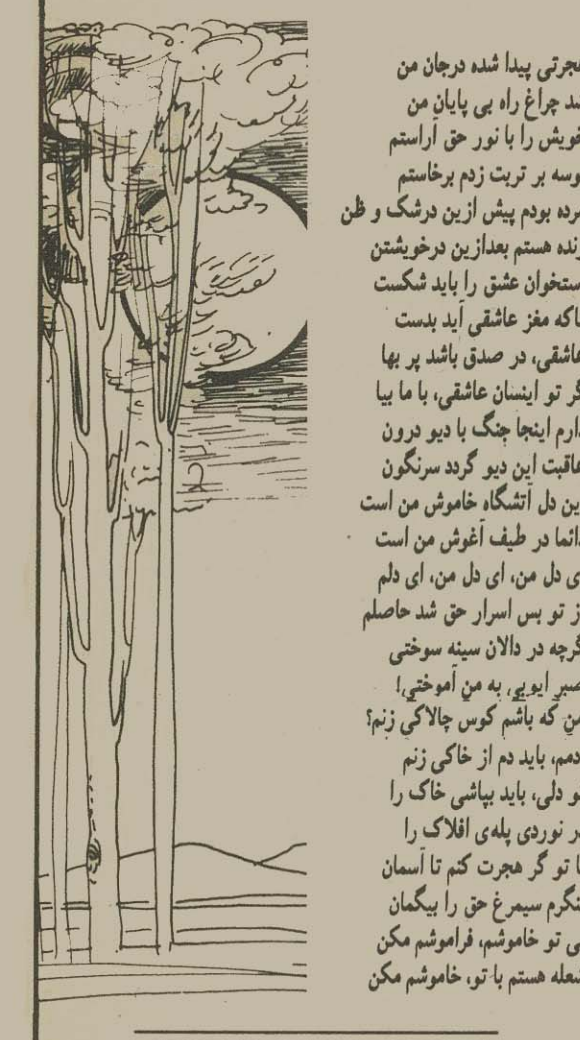 هجرتی پیدا شده درجان من
شد چراغ راه بی پایان من
خویش را با نور حق آراستم
بوسه بر تربت زدم برخاستم
مرده بودم پیش ازین درشک و ظن
زنده هستم بعدازین درخویشتن
استخوان عشق را باید شکست
تاکه مغز عاشقی آید بدست
عاشقی، در صدق باشد پر بها
گر تو اینسان عاشقی، با ما بیا
دارم اینجا جنگ با دیو درون
عاقبت این دیو گردد سرنگون
این دل آتشگاه خاموش من است
دائما در طیف آغوش من است
ای دل من، ای دل من، ای دلم
از تو بس اسرار حق شد حاصلم
گرچه در دالان سینه سوختی
صبر ایوبی به من آموختی!
من که باشم کوس چالاکی زنم؟
آدمم، باید دم از خاکی زنم
تو دلی، باید بپاشی خاک را
در نوردی پله‌ی افلاک را
با تو گر هجرت کنم تا آسمان
بنگرم سیمرغ حق را بیگمان
بی تو خاموشم، فراموشم مکن
شعله هستم با تو، خاموشم مکن